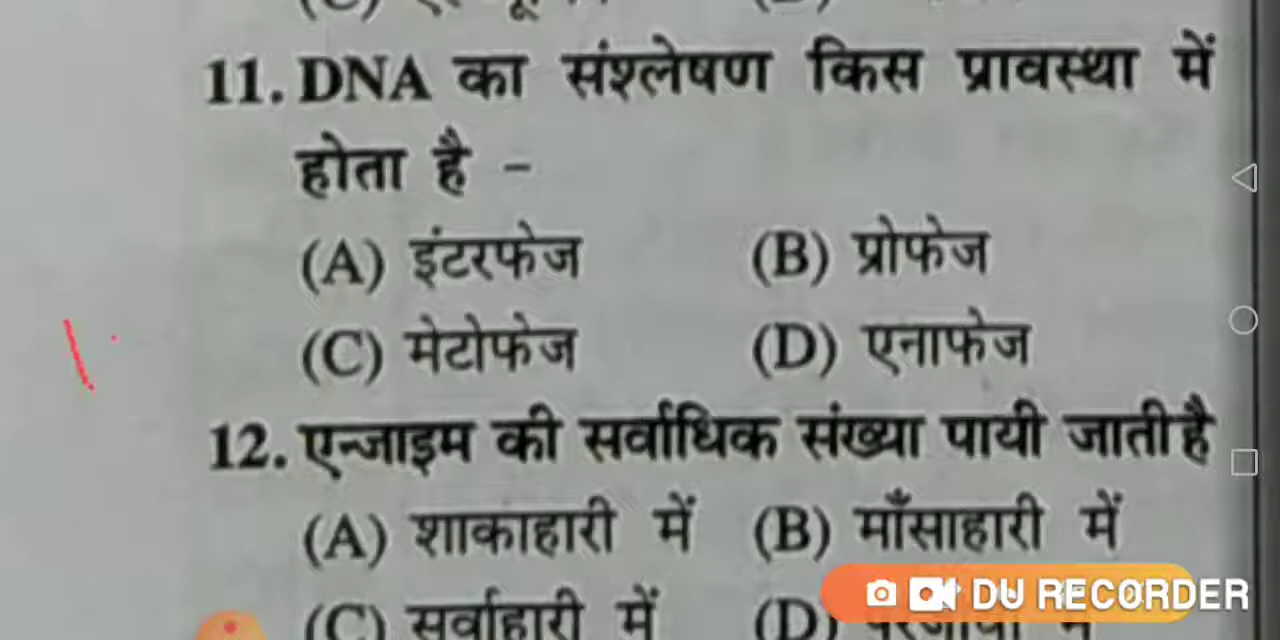 11. DNA का संश्लेषण किस प्रावस्था में
होता है -
(A) इंटरफेज (B) प्रोफेज
(C) मेटोफेज (D) एनाफेज
12. एन्जाइम की सर्वाधिक संख्या पायी जाती है
(A) शाकाहारी में (B) माँसाहारी में
(C) सर्वाहारी में (D)
DU RECORDER